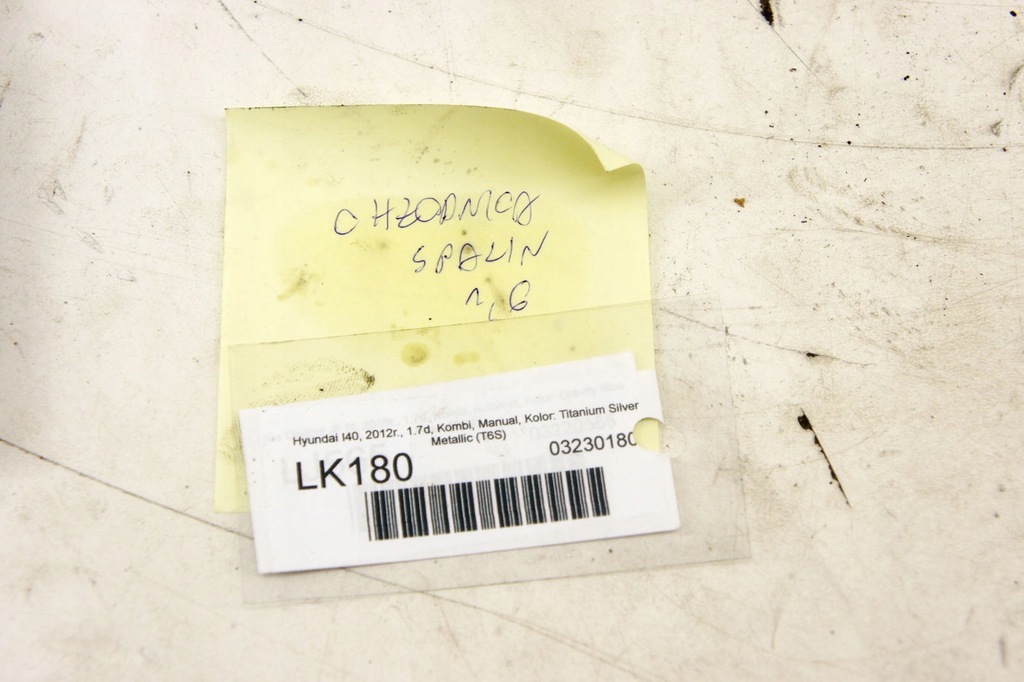 CHŁODNICA
SPALIN
1,6
Hyundai I40, 2012r., 1.7d, Kombi, Manual, Kolor: Titanium Silver
Metallic (T6S)
LK180
03230180